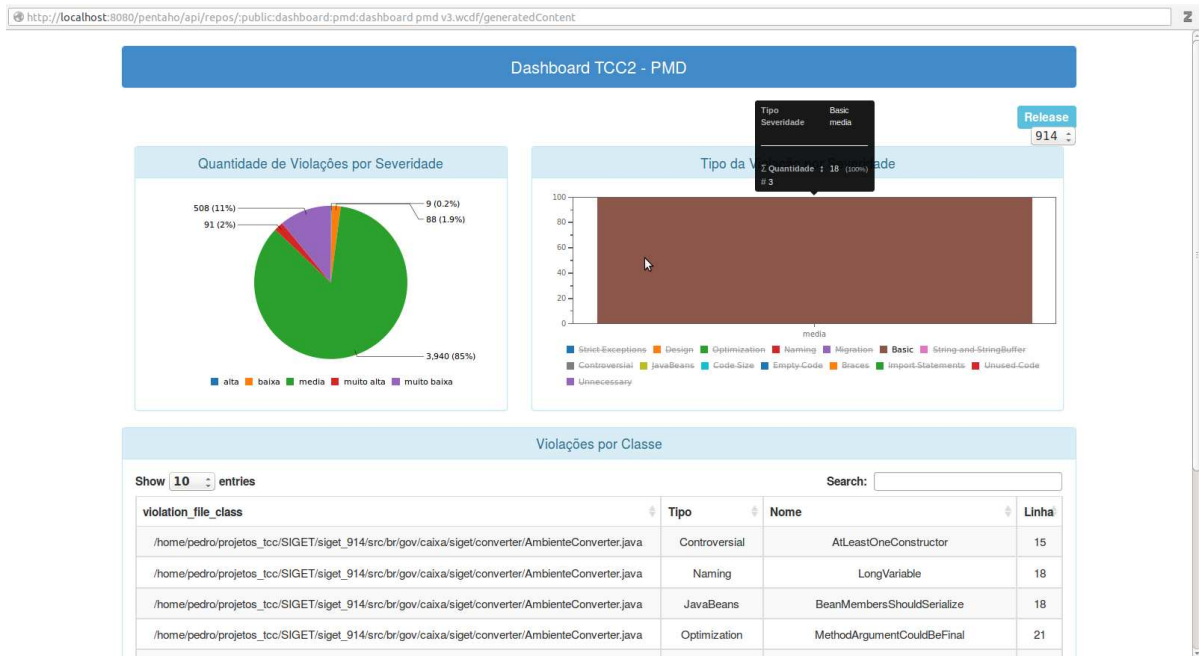 http://localhost:8080/pentaho/api/repos/:public:dashboard:pmd:dashboard pmd v3.wcdf/generatedContent
Dashboard TCC2 - PMD
Release
914
Tipo Basic
Severidade media
Σ Quantidade : 18 (100%)
# 3
Quantidade de Violações por Severidade
Tipo da V ade
508 (11%)
91 (2%)
9 (0.2%)
88 (1.9%)
3,940 (85%)
alta baixa media muito alta muito baixa
100
80
60
40
20
0
media
Strict Exceptions Design Optimization Naming Migration Basic String and StringBuffer
Controversial JavaBeans Code Size Empty Code Braces Import Statements Unused Code
Unnecessary
Violações por Classe
Show 10 entries
Search:
violation_file_class Tipo Nome Linha
/home/pedro/projetos_tcc/SIGET/siget_914/src/br/gov/caixa/siget/converter/AmbienteConverter.java Controversial AtLeastOneConstructor 15
/home/pedro/projetos_tcc/SIGET/siget_914/src/br/gov/caixa/siget/converter/AmbienteConverter.java Naming LongVariable 18
/home/pedro/projetos_tcc/SIGET/siget_914/src/br/gov/caixa/siget/converter/AmbienteConverter.java JavaBeans BeanMembersShouldSerialize 18
/home/pedro/projetos_tcc/SIGET/siget_914/src/br/gov/caixa/siget/converter/AmbienteConverter.java Optimization MethodArgumentCouldBeFinal 21